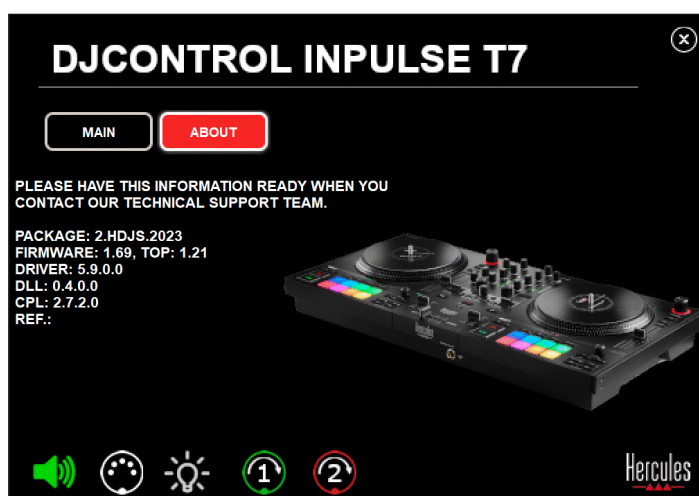 DJCONTROL INPULSE T7
MAIN
ABOUT
PLEASE HAVE THIS INFORMATION READY WHEN YOU
CONTACT OUR TECHNICAL SUPPORT TEAM.
PACKAGE: 2.HDJS.2023
FIRMWARE: 1.69, TOP: 1.21
DRIVER: 5.9.0.0
DLL: 0.4.0.0
CPL: 2.7.2.0
REF.:
1
2
Hercules